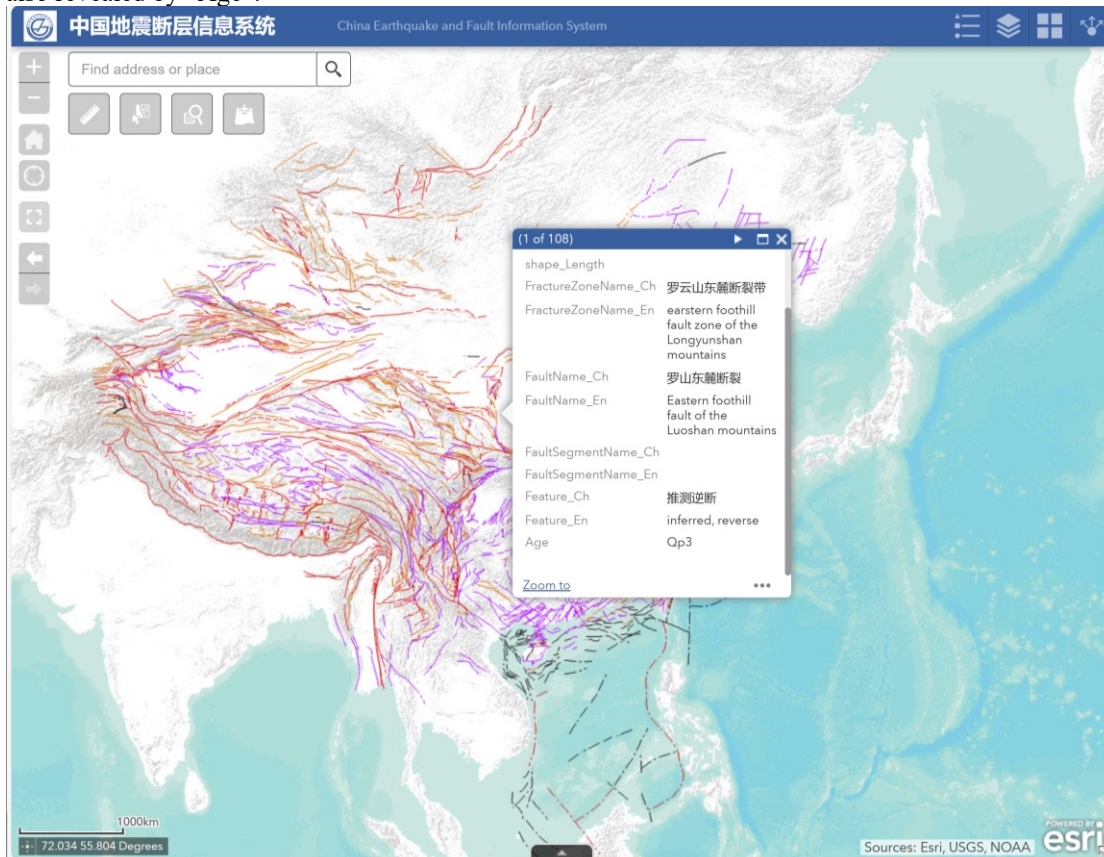 中国地震断层信息系统
China Earthquake and Fault Information System
Find address or place
(1 of 108)
shape_Length
FractureZoneName_Ch 罗云山东麓断裂带
FractureZoneName_En earstern foothill
fault zone of the
Longyunshan
mountains
FaultName_Ch 罗山东麓断裂
FaultName_En Eastern foothill
fault of the
Luoshan mountains
FaultSegmentName_Ch
FaultSegmentName_En
Feature_Ch 推测逆断
Feature_En inferred, reverse
Age Qp3
Zoom to
1000km
72.034 55.804 Degrees
Sources: Esri, USGS, NOAA
POWERED BY
esri